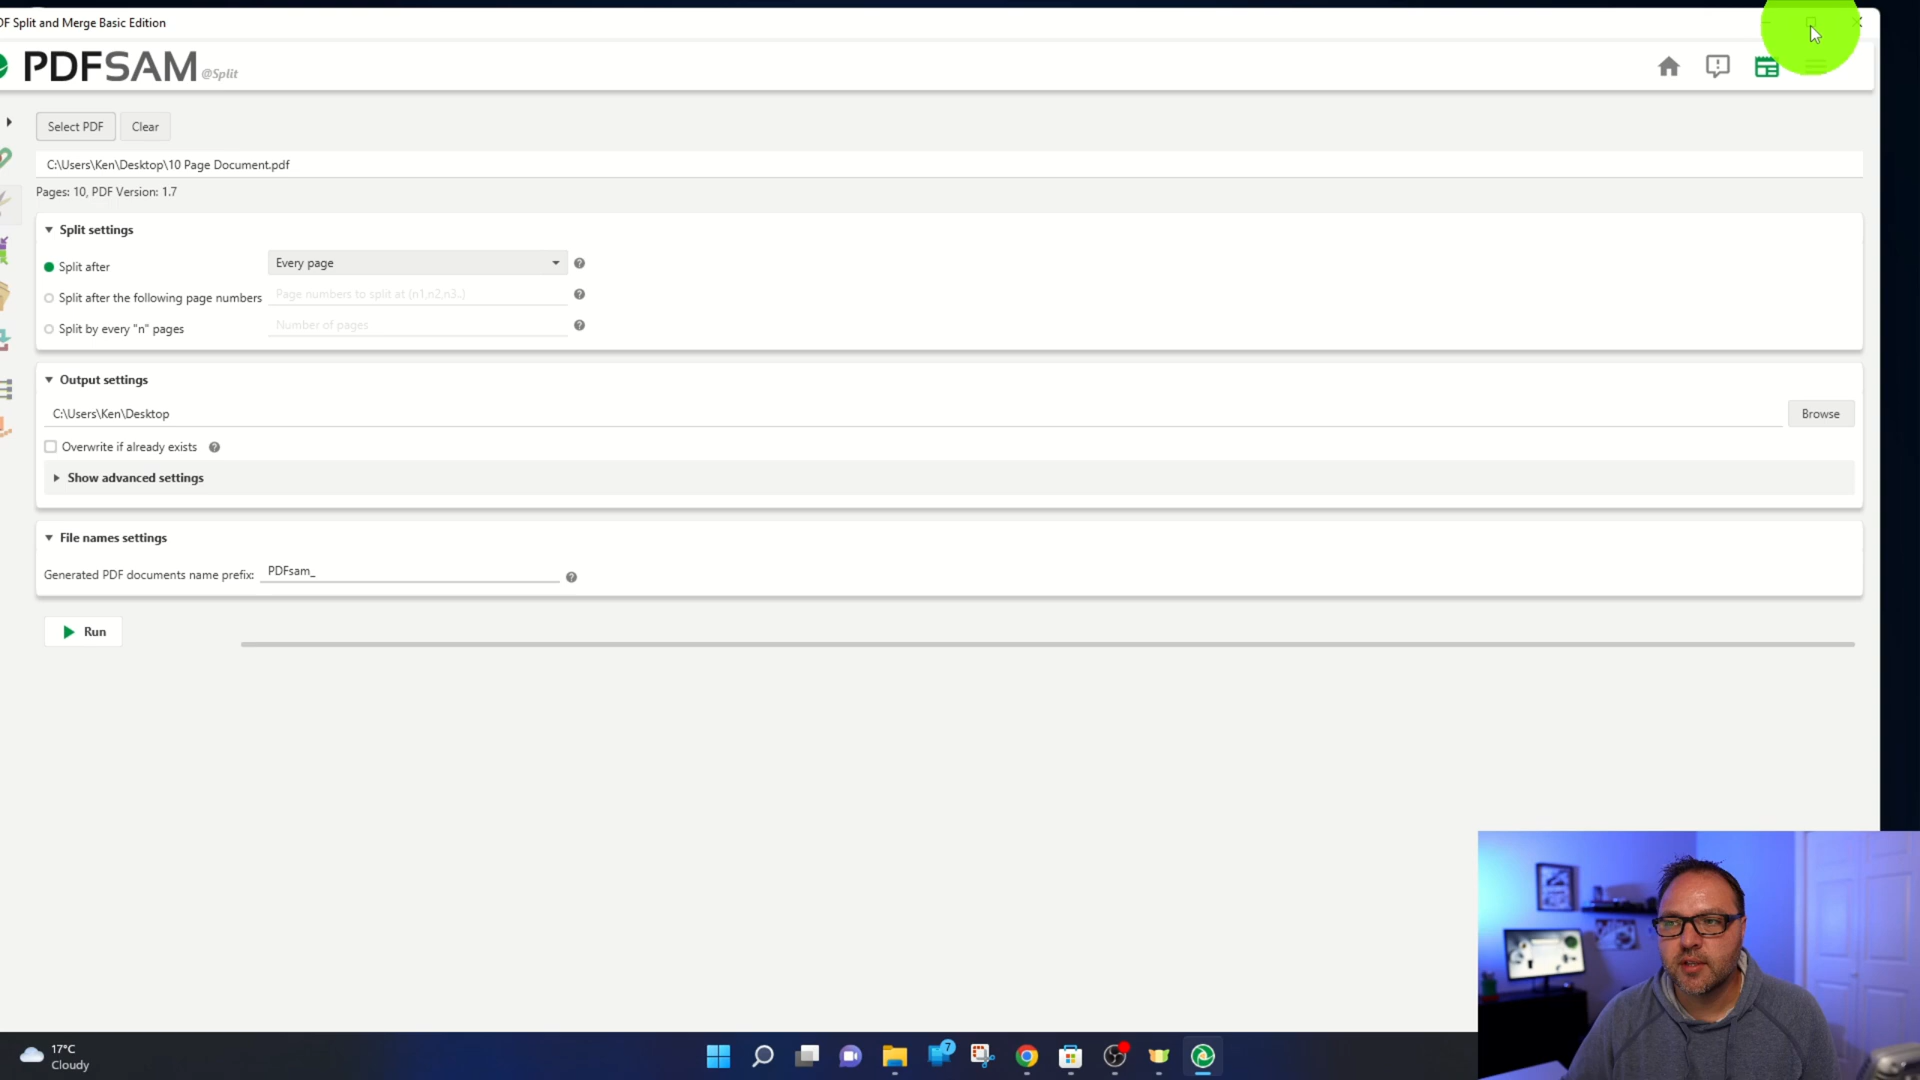 DF Split and Merge Basic Edition
PDFSAM @Split
Select PDF Clear
C:\Users\Ken\Desktop\10 Page Document.pdf
Pages: 10, PDF Version: 1.7
Split settings
Split after Every page
Split after the following page numbers Page numbers to split at (n1,n2,n3..)
Split by every "n" pages Number of pages
Output settings
C:\Users\Ken\Desktop Browse
Overwrite if already exists
Show advanced settings
File names settings
Generated PDF documents name prefix: PDFsam_
Run
17°C
Cloudy
7